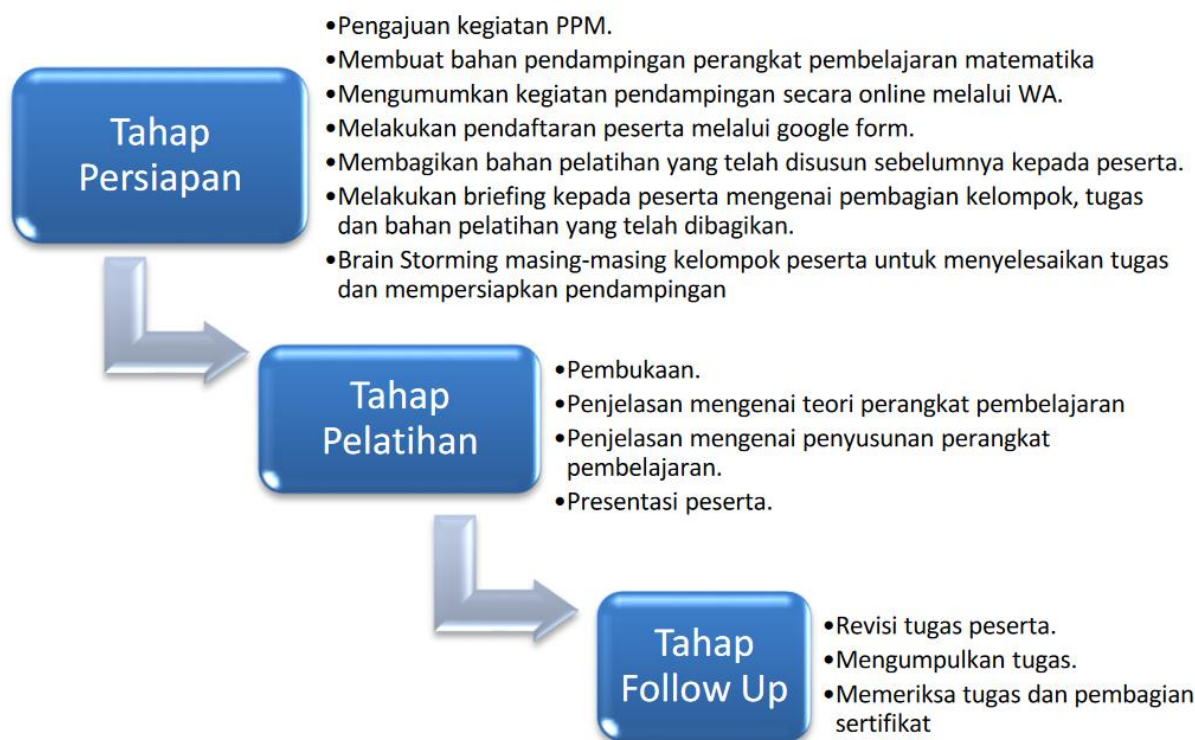 •Pengajuan kegiatan PPM.
•Membuat bahan pendampingan perangkat pembelajaran matematika
•Mengumumkan kegiatan pendampingan secara online melalui WA.
•Melakukan pendaftaran peserta melalui google form.
•Membagikan bahan pelatihan yang telah disusun sebelumnya kepada peserta.
•Melakukan briefing kepada peserta mengenai pembagian kelompok, tugas
dan bahan pelatihan yang telah dibagikan.
•Brain Storming masing-masing kelompok peserta untuk menyelesaikan tugas
dan mempersiapkan pendampingan
Tahap
Persiapan
Tahap
Pelatihan
•Pembukaan.
•Penjelasan mengenai teori perangkat pembelajaran
•Penjelasan mengenai penyusunan perangkat
pembelajaran.
•Presentasi peserta.
Tahap
Follow Up
•Revisi tugas peserta.
•Mengumpulkan tugas.
•Memeriksa tugas dan pembagian
sertifikat